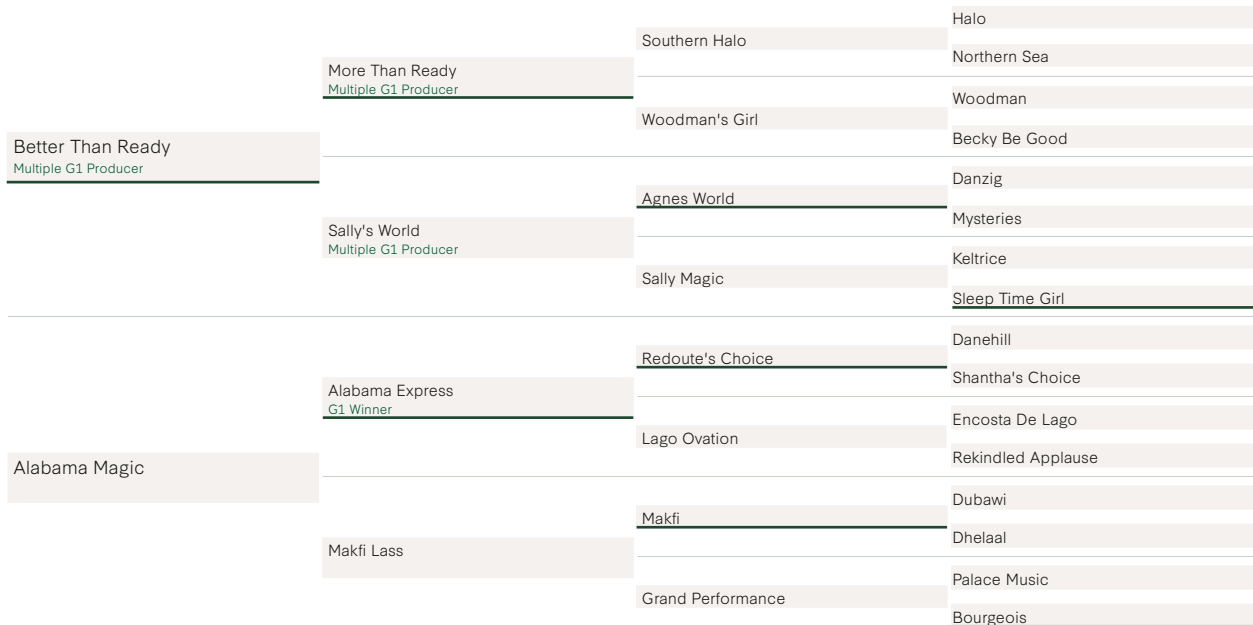 Better Than Ready
Multiple G1 Producer
More Than Ready
Multiple G1 Producer
Southern Halo
Halo
Northern Sea
Woodman's Girl
Woodman
Becky Be Good
Sally's World
Multiple G1 Producer
Agnes World
Danzig
Mysteries
Sally Magic
Keltrice
Sleep Time Girl
Alabama Magic
Alabama Express
G1 Winner
Redoute's Choice
Danehill
Shantha's Choice
Lago Ovation
Encosta De Lago
Rekindled Applause
Makfi Lass
Makfi
Dubawi
Dhelaal
Grand Performance
Palace Music
Bourgeois